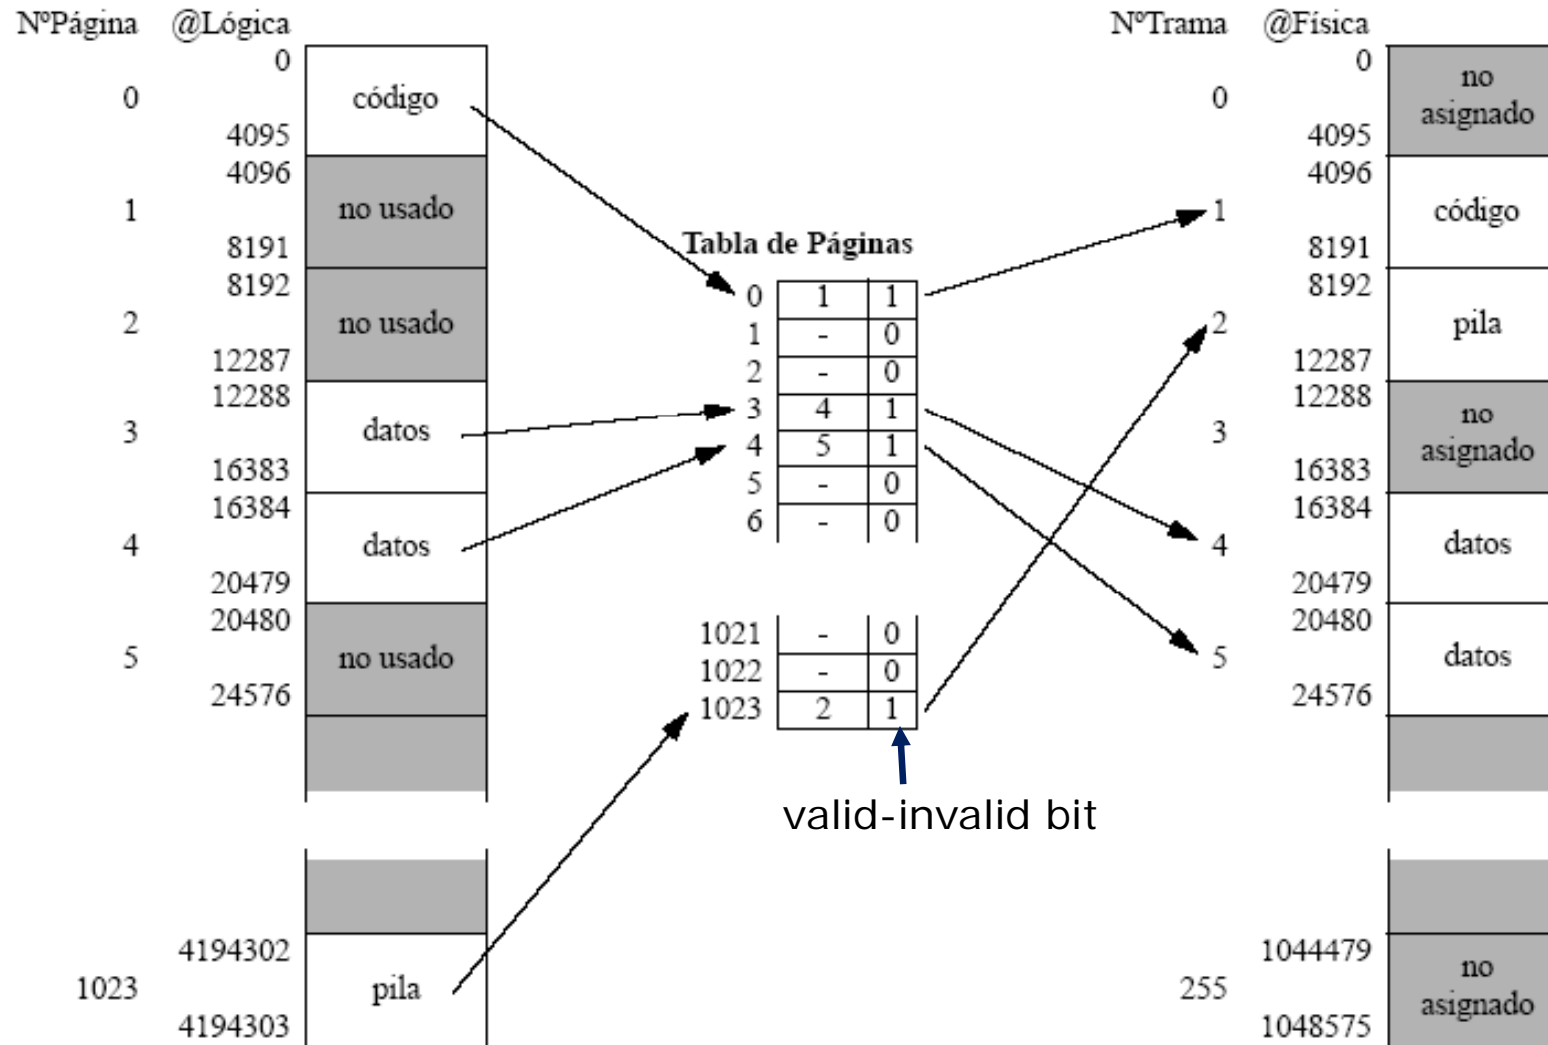 NºPágina @Lógica
0
0
código
4095
4096
1
no usado
8191
8192
2
no usado
12287
12288
3
datos
16383
16384
4
datos
20479
20480
5
no usado
24576
4194302
1023
pila
4194303
Tabla de Páginas
0 1 1
1 - 0
2 - 0
3 4 1
4 5 1
5 - 0
6 - 0
1021 - 0
1022 - 0
1023 2 1
valid-invalid bit
NºTrama @Física
0
0
no
asignado
4095
4096
1
código
8191
8192
2
pila
12287
12288
3
no
asignado
16383
16384
4
datos
20479
20480
5
datos
24576
1044479
255
no
asignado
1048575